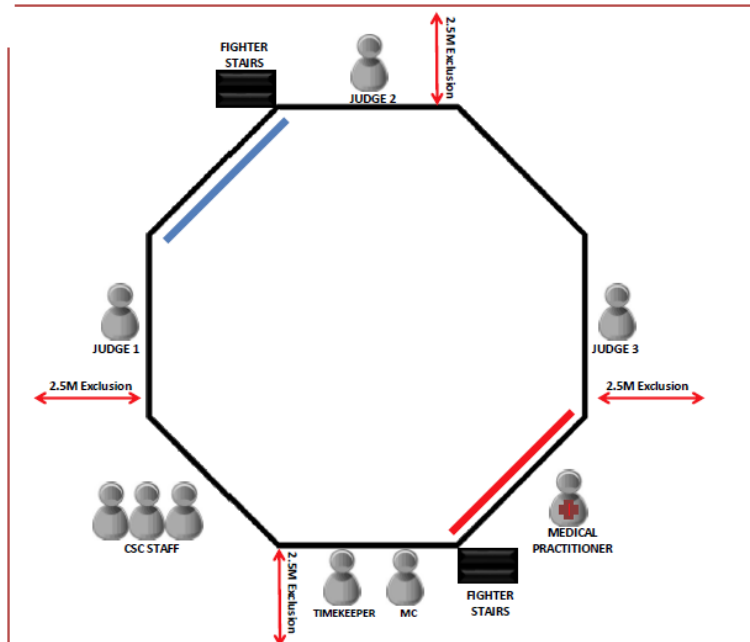 FIGHTER
STAIRS
2.5M Exclusion
JUDGE 2
JUDGE 1
JUDGE 3
2.5M Exclusion
2.5M Exclusion
CSC STAFF
MEDICAL
PRACTITIONER
2.5M Exclusion
TIMEKEEPER
MC
FIGHTER
STAIRS